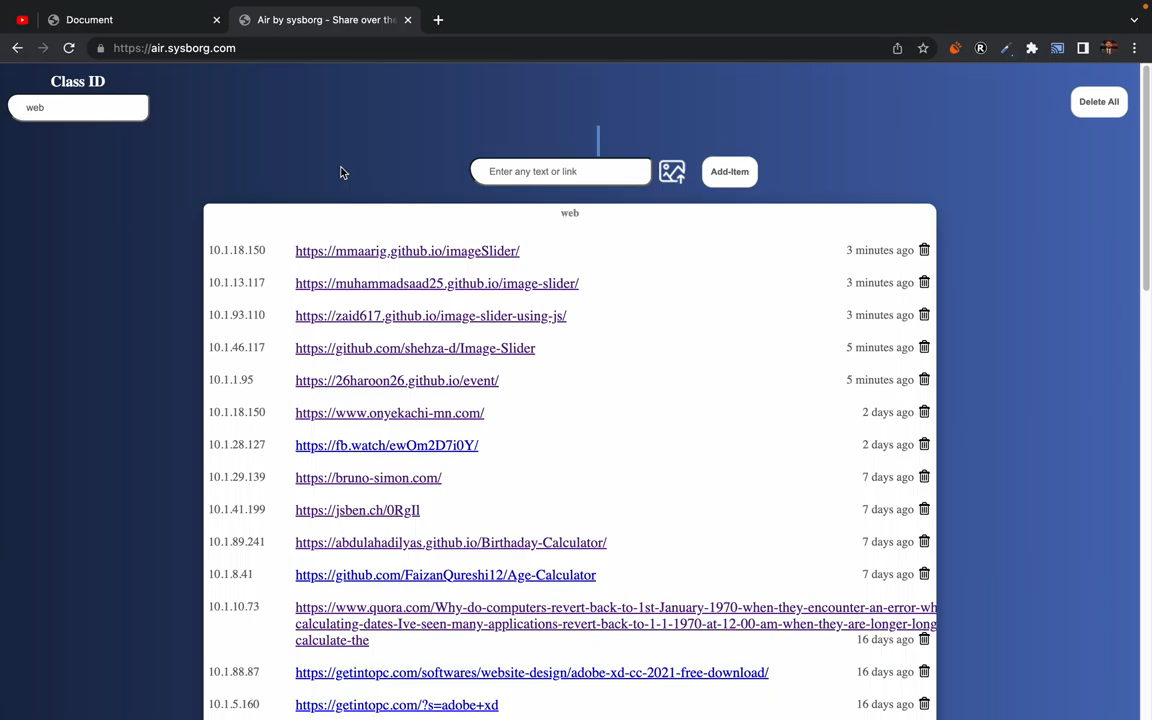 Document
Air by sysborg - Share over the
https://air.sysborg.com
Class ID
web
Delete All
Enter any text or link
Add-Item
web
10.1.18.150 https://mmaarig.github.io/imageSlider/ 3 minutes ago
10.1.13.117 https://muhammadsaad25.github.io/image-slider/ 3 minutes ago
10.1.93.110 https://zaid617.github.io/image-slider-using-js/ 3 minutes ago
10.1.46.117 https://github.com/shehza-d/Image-Slider 5 minutes ago
10.1.1.95 https://26haroon26.github.io/event/ 5 minutes ago
10.1.18.150 https://www.onyekachi-mn.com/ 2 days ago
10.1.28.127 https://fb.watch/ewOm2D7i0Y/ 2 days ago
10.1.29.139 https://bruno-simon.com/ 7 days ago
10.1.41.199 https://jsben.ch/0RgIl 7 days ago
10.1.89.241 https://abdulahadilyas.github.io/Birthaday-Calculator/ 7 days ago
10.1.8.41 https://github.com/FaizanQureshi12/Age-Calculator 7 days ago
10.1.10.73 https://www.quora.com/Why-do-computers-revert-back-to-1st-January-1970-when-they-encounter-an-error-wh
calculating-dates-Ive-seen-many-applications-revert-back-to-1-1-1970-at-12-00-am-when-they-are-longer-long
calculate-the 16 days ago
10.1.88.87 https://getintopc.com/softwares/website-design/adobe-xd-cc-2021-free-download/ 16 days ago
10.1.5.160 https://getintopc.com/?s=adobe+xd 16 days ago